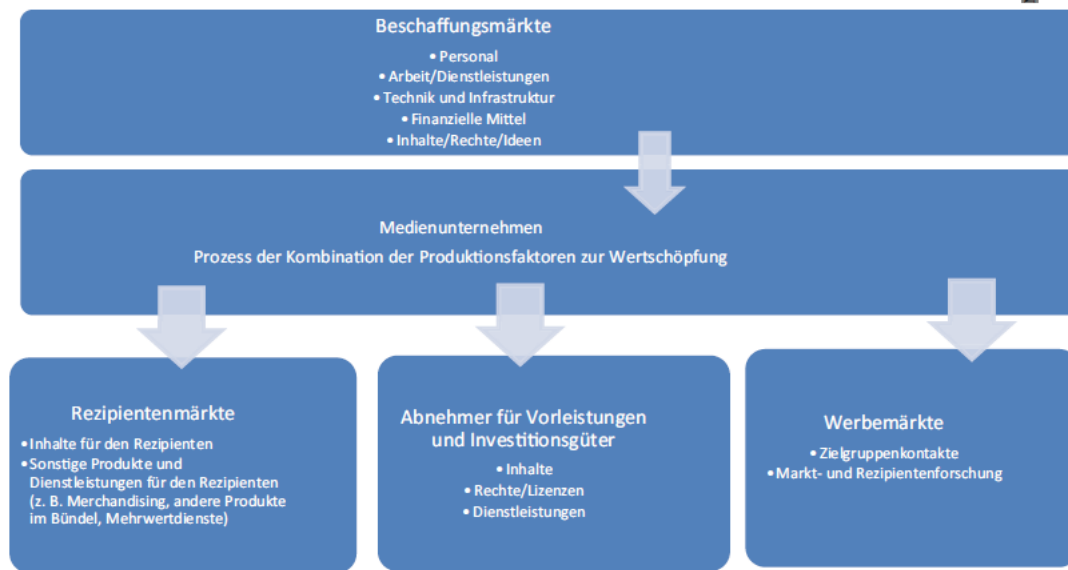 Beschaffungsmärkte
• Personal
• Arbeit/Dienstleistungen
• Technik und Infrastruktur
• Finanzielle Mittel
• Inhalte/Rechte/Ideen
Medienunternehmen
Prozess der Kombination der Produktionsfaktoren zur Wertschöpfung
Rezipientenmärkte
• Inhalte für den Rezipienten
• Sonstige Produkte und
Dienstleistungen für den Rezipienten
(z. B. Merchandising, andere Produkte
im Bündel, Mehrwertdienste)
Abnehmer für Vorleistungen
und Investitionsgüter
• Inhalte
• Rechte/Lizenzen
• Dienstleistungen
Werbemärkte
• Zielgruppenkontakte
• Markt- und Rezipientenforschung